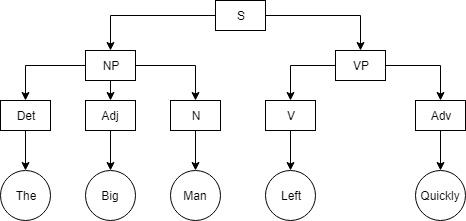 S
NP VP
Det Adj N V Adv
The Big Man Left Quickly